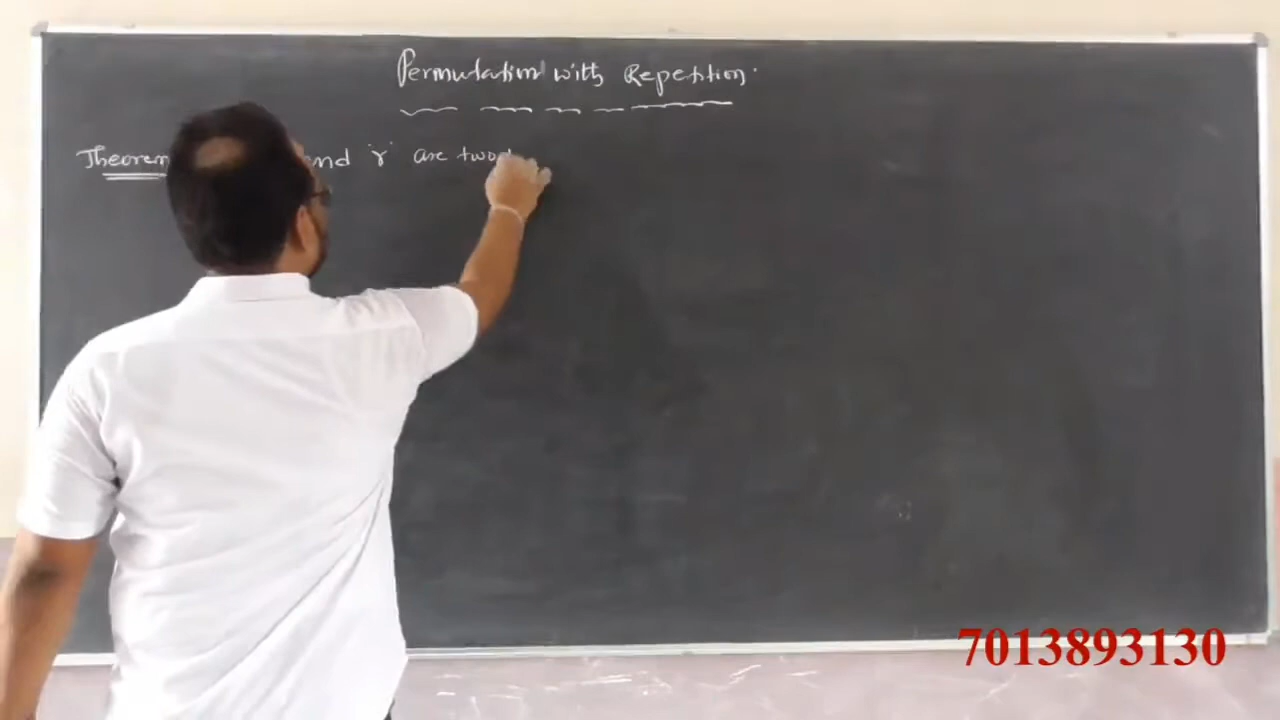 Permutation with Repetition.
Theorem and 'r' are two
7013893130